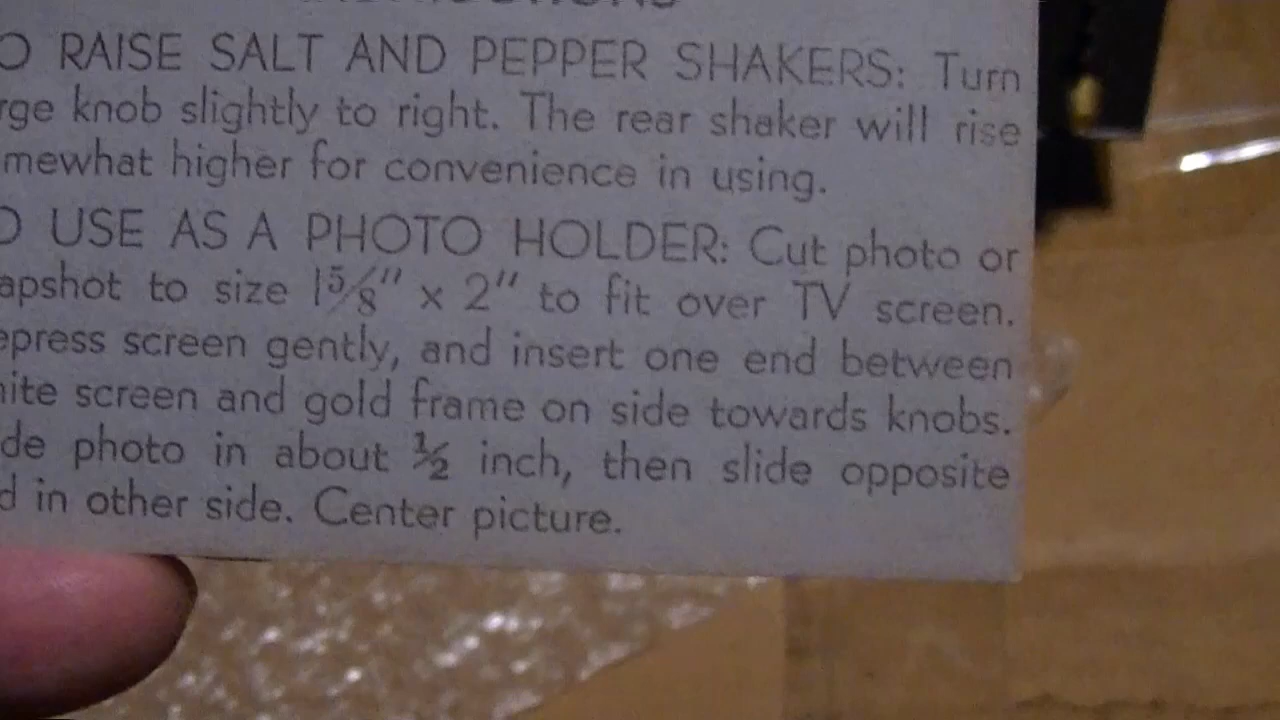 O RAISE SALT AND PEPPER SHAKERS: Turn
rge knob slightly to right. The rear shaker will rise
mewhat higher for convenience in using.
O USE AS A PHOTO HOLDER: Cut photo or
apshot to size 1⅝" x 2" to fit over TV screen.
epress screen gently, and insert one end between
hite screen and gold frame on side towards knobs.
de photo in about ½ inch, then slide opposite
d in other side. Center picture.